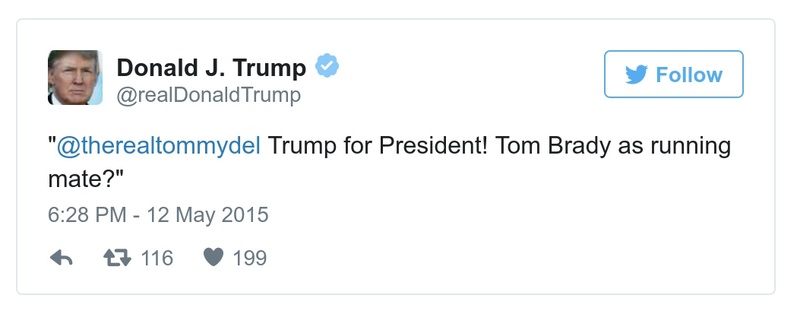 Donald J. Trump
@realDonaldTrump
Follow
"@therealtommydel Trump for President! Tom Brady as running
mate?"
6:28 PM - 12 May 2015
116 199